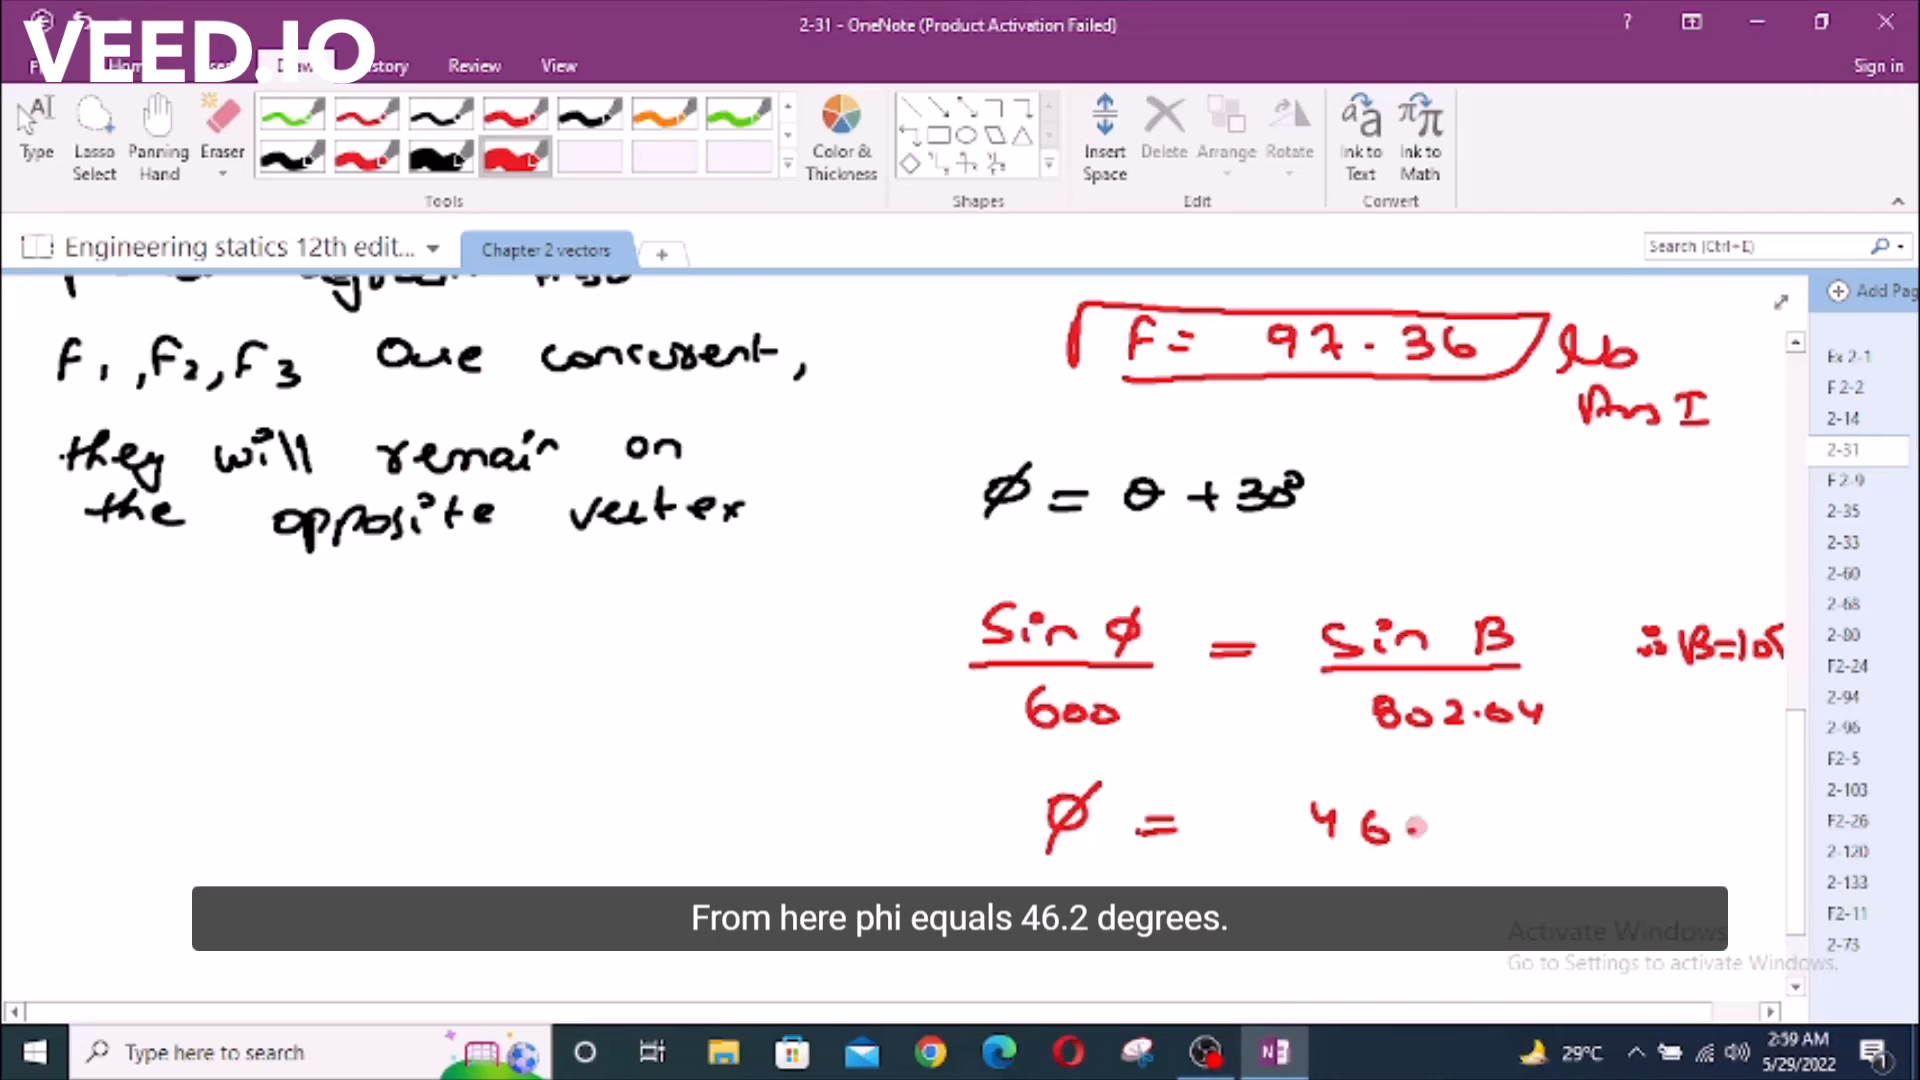 2-31 - OneNote (Product Activation Failed)
VEED.IO
Review View
Sign in
Type
Lasso Select
Panning Hand
Eraser
Color & Thickness
Insert Space
Delete
Arrange
Rotate
Ink to Text
Ink to Math
Tools
Shapes
Edit
Convert
Engineering statics 12th edit...
Chapter 2 vectors
Search (Ctrl+E)
F1, F2, F3 are concurrent,
they will remain on
the opposite vertex
F = 97.36 lb
Ans I
ϕ = θ + 30°
Sin ϕ / 600 = Sin B / 802.64
∴ B=105
ϕ = 46.
From here phi equals 46.2 degrees.
Add Pag
Ex 2-1
F 2-2
2-14
2-31
F 2-9
2-35
2-33
2-60
2-68
2-80
F2-24
2-94
2-96
F2-5
2-103
F2-26
2-120
2-133
F2-11
2-73
Activate Windows
Go to Settings to activate Windows.
Type here to search
29°C
2:59 AM
5/29/2022
1